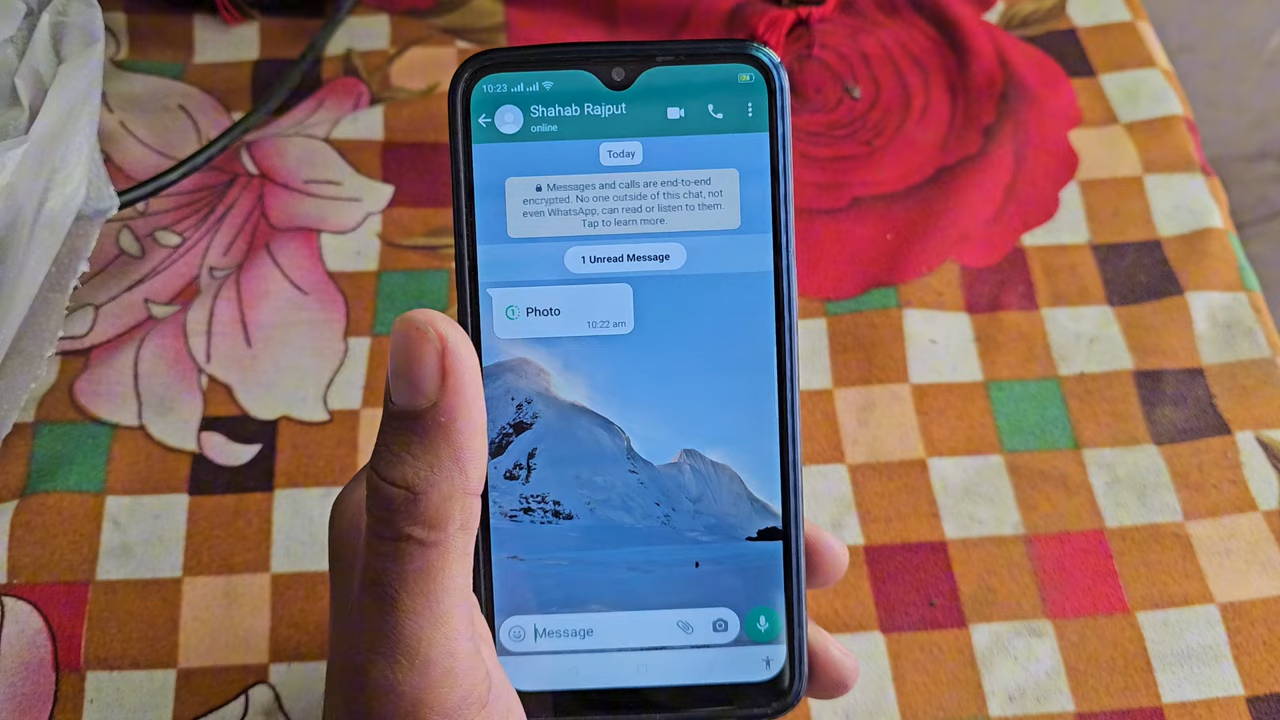 10:23
Shahab Rajput
online
Today
Messages and calls are end-to-end
encrypted. No one outside of this chat, not
even WhatsApp, can read or listen to them.
Tap to learn more.
1 Unread Message
1 Photo
10:22 am
Message